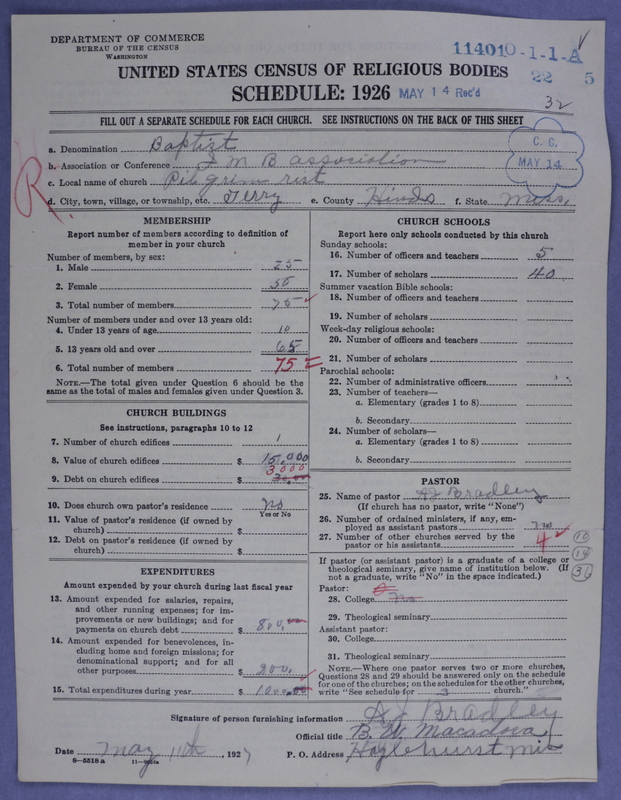 DEPARTMENT OF COMMERCE
BUREAU OF THE CENSUS
WASHINGTON
114010-1-1-A
22 5
UNITED STATES CENSUS OF RELIGIOUS BODIES
SCHEDULE: 1926 MAY 14 Rec'd
32
FILL OUT A SEPARATE SCHEDULE FOR EACH CHURCH. SEE INSTRUCTIONS ON THE BACK OF THIS SHEET
C. C.
MAY 14
R
a. Denomination Baptist
b. Association or Conference I M B association
c. Local name of church Pilgrim rist
d. City, town, village, or township, etc. Terry e. County Hinds f. State Miss.
MEMBERSHIP
Report number of members according to definition of
member in your church
Number of members, by sex:
1. Male 25
2. Female 50
3. Total number of members 75
Number of members under and over 13 years old:
4. Under 13 years of age 10
5. 13 years old and over 65
6. Total number of members 75
NOTE.—The total given under Question 6 should be
same as the total of males and females given under Question 3.
CHURCH BUILDINGS
See instructions, paragraphs 10 to 12
7. Number of church edifices 1
8. Value of church edifices $ 15,000
3000
9. Debt on church edifices $
10. Does church own pastor's residence no
Yes or No
11. Value of pastor's residence (if owned by
church) $
12. Debt on pastor's residence (if owned by
church) $
EXPENDITURES
Amount expended by your church during last fiscal year
13. Amount expended for salaries, repairs,
and other running expenses; for im-
provements or new buildings; and for
payments on church debt $ 800.00
14. Amount expended for benevolences, in-
cluding home and foreign missions; for
denominational support; and for all
other purposes $ 200.
15. Total expenditures during year $ 1000.00
CHURCH SCHOOLS
Report here only schools conducted by this church
Sunday schools:
16. Number of officers and teachers 5
17. Number of scholars 40
Summer vacation Bible schools:
18. Number of officers and teachers
19. Number of scholars
Week-day religious schools:
20. Number of officers and teachers
21. Number of scholars
Parochial schools:
22. Number of administrative officers
23. Number of teachers—
a. Elementary (grades 1 to 8)
b. Secondary
24. Number of scholars—
a. Elementary (grades 1 to 8)
b. Secondary
PASTOR
25. Name of pastor AJ Bradley
(If church has no pastor, write "None")
26. Number of ordained ministers, if any, em-
ployed as assistant pastors no
27. Number of other churches served by the
pastor or his assistants 4
10
14
31
If pastor (or assistant pastor) is a graduate of a college or
theological seminary, give name of institution below. (If
not a graduate, write "No" in the space indicated.)
Pastor:
28. College no
29. Theological seminary
Assistant pastor:
30. College
31. Theological seminary
NOTE.—Where one pastor serves two or more churches,
Questions 28 and 29 should be answered only on the schedule
for one of the churches; on the schedules for the other churches,
write "See schedule for 3 church."
Signature of person furnishing information AJ Bradley
Official title B. W. Macadova
Date May 11th, 1927 P. O. Address Hazlehurst Mis
8-5518 a